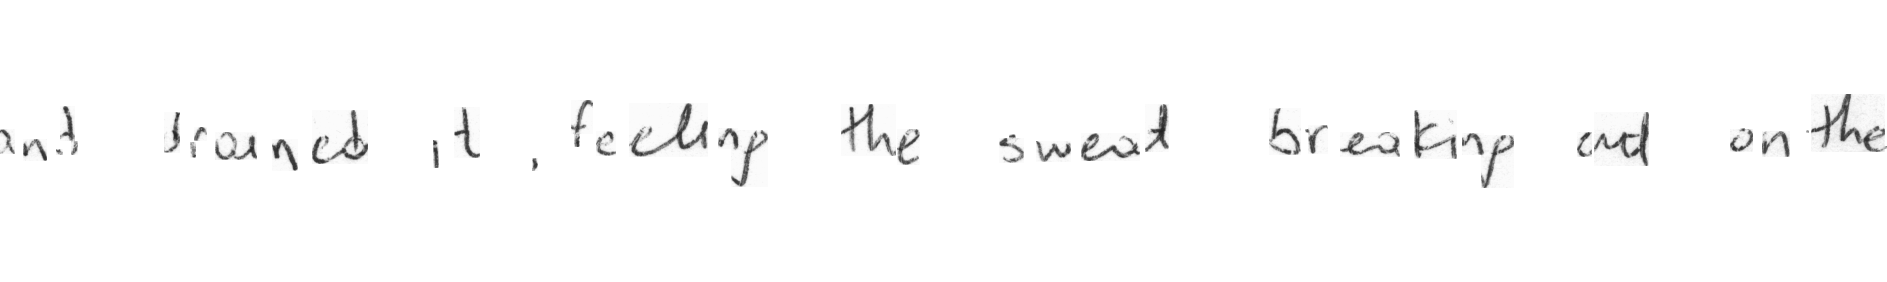 and drained it , feeling the sweat breaking out on the